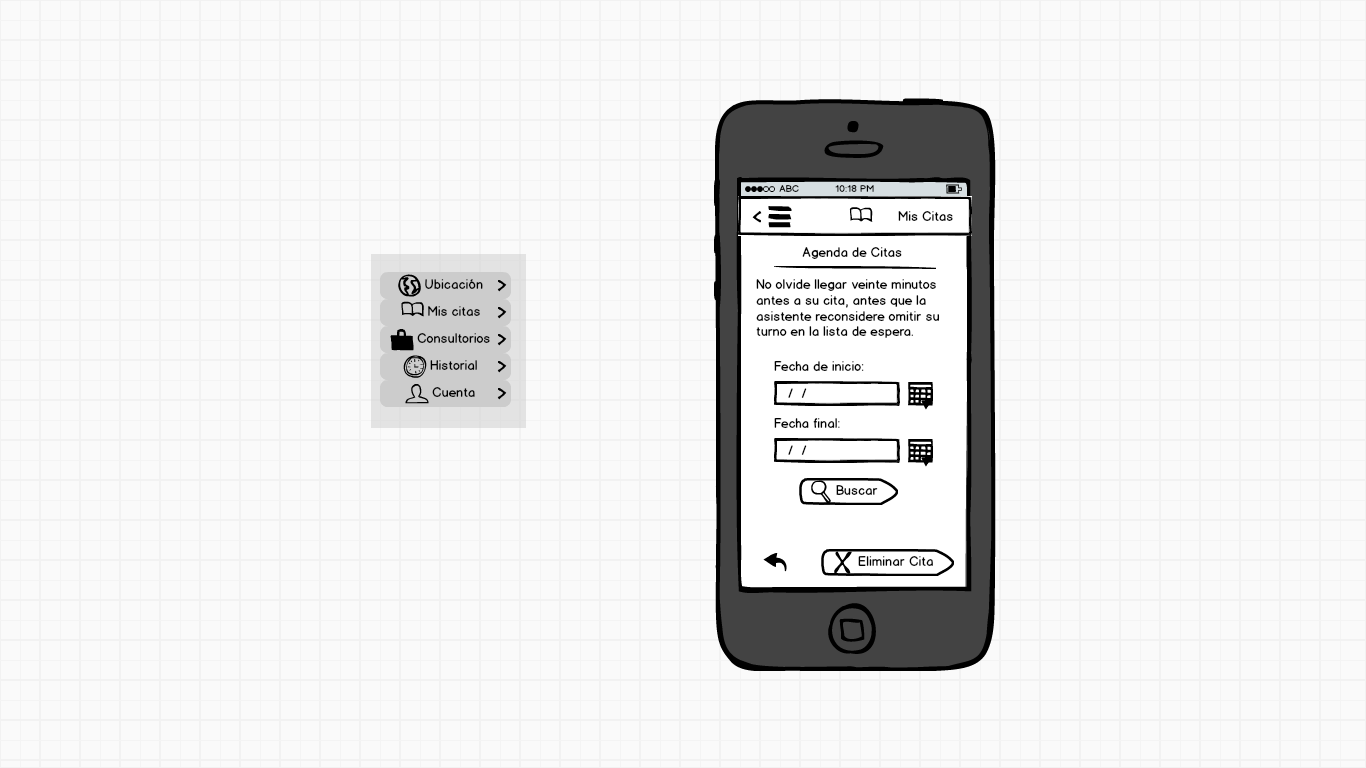 Ubicación
Mis citas
Consultorios
Historial
Cuenta
ABC 10:18 PM
Mis Citas
Agenda de Citas
No olvide llegar veinte minutos
antes a su cita, antes que la
asistente reconsidere omitir su
turno en la lista de espera.
Fecha de inicio:
/ /
Fecha final:
/ /
Buscar
Eliminar Cita